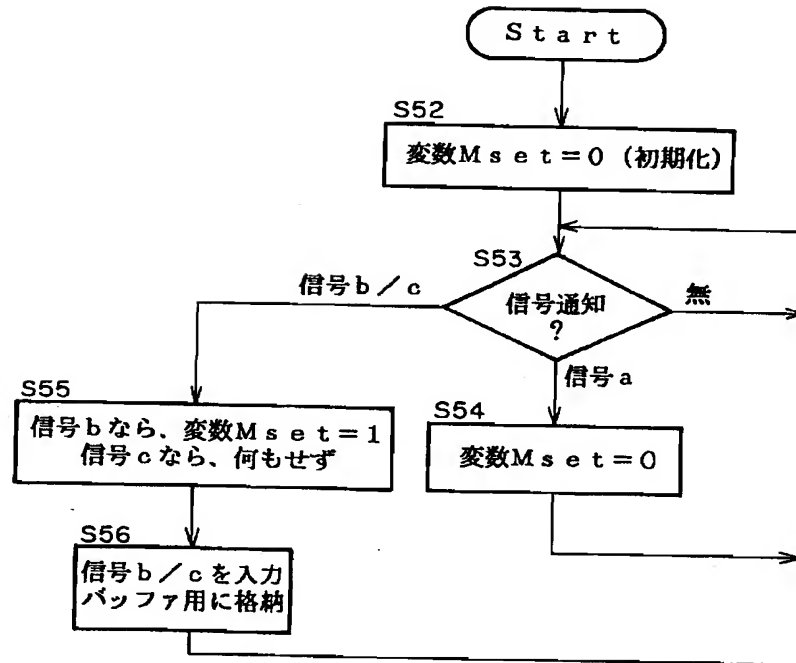 Start
S52
変数Mset=0 (初期化)
S53
信号b/c
信号通知
?
無
信号a
S55
信号bなら、変数Mset=1
信号cなら、何もせず
S54
変数Mset=0
S56
信号b/cを入力
バッファ用に格納